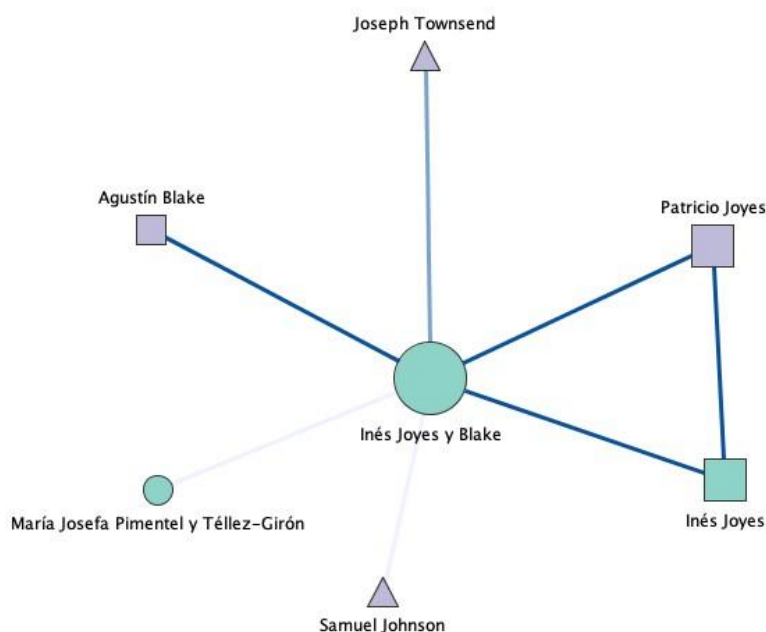 Joseph Townsend
Agustín Blake
Patricio Joyes
Inés Joyes y Blake
María Josefa Pimentel y Téllez-Girón
Inés Joyes
Samuel Johnson